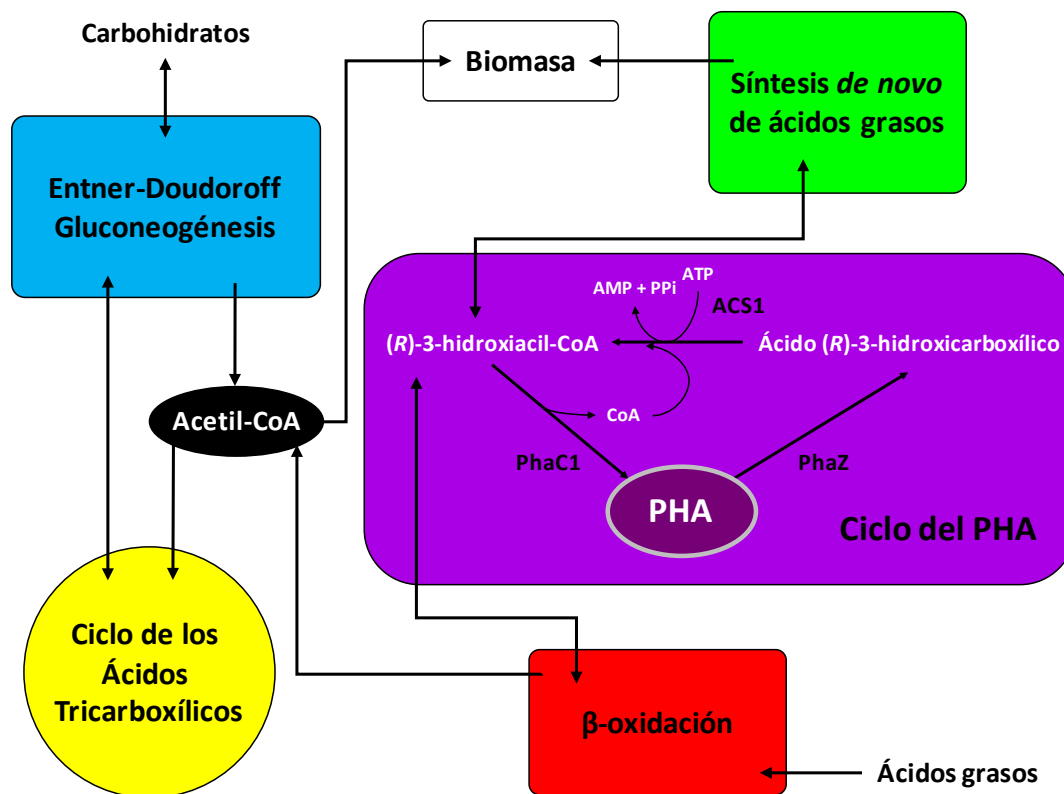 Carbohidratos
Biomasa
Síntesis de novo
de ácidos grasos
Entner-Doudoroff
Gluconeogénesis
ATP
AMP + PPi
ACS1
(R)-3-hidroxiacil-CoA
Ácido (R)-3-hidroxicarboxílico
CoA
Acetil-CoA
PhaC1
PhaZ
PHA
Ciclo del PHA
Ciclo de los
Ácidos
Tricarboxílicos
β-oxidación
Ácidos grasos